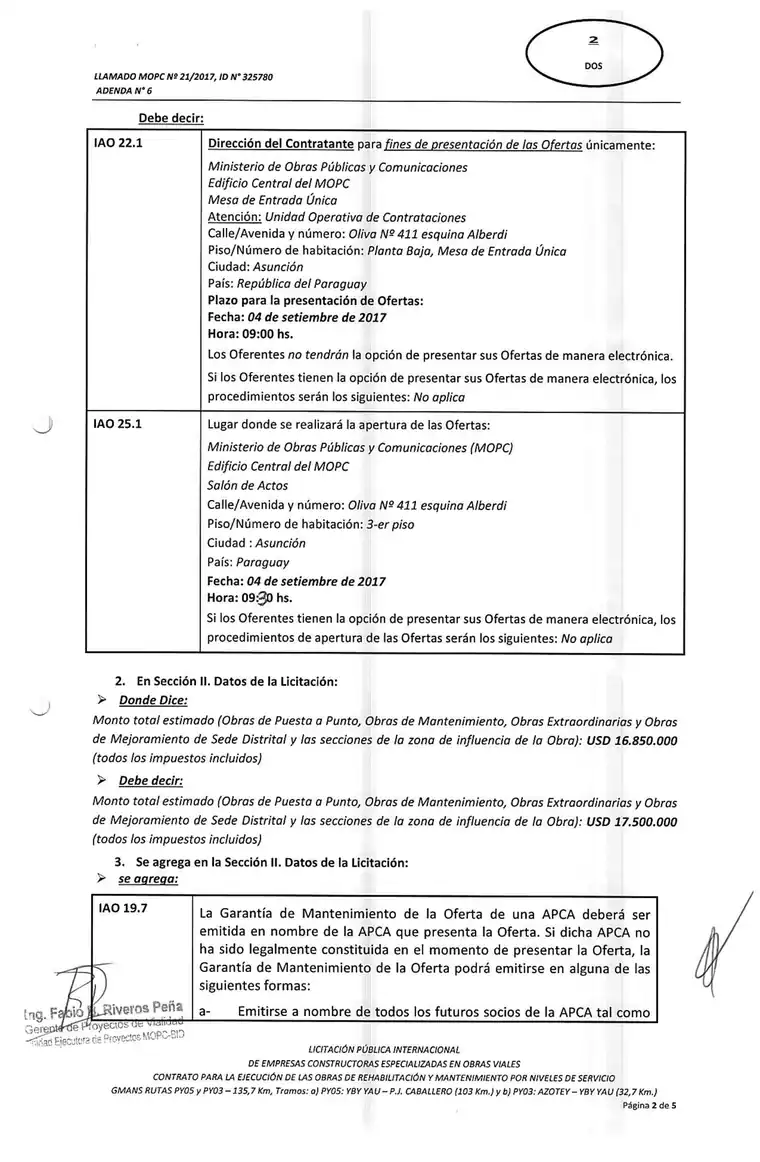 2
DOS
LLAMADO MOPC Nº 21/2017, ID N° 325780
ADENDA N° 6
Debe decir:
IAO 22.1
Dirección del Contratante para fines de presentación de las Ofertas únicamente:
Ministerio de Obras Públicas y Comunicaciones
Edificio Central del MOPC
Mesa de Entrada Única
Atención: Unidad Operativa de Contrataciones
Calle/Avenida y número: Oliva Nº 411 esquina Alberdi
Piso/Número de habitación: Planta Baja, Mesa de Entrada Única
Ciudad: Asunción
País: República del Paraguay
Plazo para la presentación de Ofertas:
Fecha: 04 de setiembre de 2017
Hora: 09:00 hs.
Los Oferentes no tendrán la opción de presentar sus Ofertas de manera electrónica.
Si los Oferentes tienen la opción de presentar sus Ofertas de manera electrónica, los
procedimientos serán los siguientes: No aplica
IAO 25.1
Lugar donde se realizará la apertura de las Ofertas:
Ministerio de Obras Públicas y Comunicaciones (MOPC)
Edificio Central del MOPC
Salón de Actos
Calle/Avenida y número: Oliva Nº 411 esquina Alberdi
Piso/Número de habitación: 3-er piso
Ciudad : Asunción
País: Paraguay
Fecha: 04 de setiembre de 2017
Hora: 09:30 hs.
Si los Oferentes tienen la opción de presentar sus Ofertas de manera electrónica, los
procedimientos de apertura de las Ofertas serán los siguientes: No aplica
2. En Sección II. Datos de la Licitación:
➢ Donde Dice:
Monto total estimado (Obras de Puesta a Punto, Obras de Mantenimiento, Obras Extraordinarias y Obras
de Mejoramiento de Sede Distrital y las secciones de la zona de influencia de la Obra): USD 16.850.000
(todos los impuestos incluidos)
➢ Debe decir:
Monto total estimado (Obras de Puesta a Punto, Obras de Mantenimiento, Obras Extraordinarias y Obras
de Mejoramiento de Sede Distrital y las secciones de la zona de influencia de la Obra): USD 17.500.000
(todos los impuestos incluidos)
3. Se agrega en la Sección II. Datos de la Licitación:
➢ se agrega:
IAO 19.7
La Garantía de Mantenimiento de la Oferta de una APCA deberá ser
emitida en nombre de la APCA que presenta la Oferta. Si dicha APCA no
ha sido legalmente constituida en el momento de presentar la Oferta, la
Garantía de Mantenimiento de la Oferta podrá emitirse en alguna de las
siguientes formas:
a- Emitirse a nombre de todos los futuros socios de la APCA tal como
Ing. Fabio Riveros Peña
Gerente de Proyectos de Vialidad
Unidad Ejecutora de Proyectos MOPC-BID
LICITACIÓN PÚBLICA INTERNACIONAL
DE EMPRESAS CONSTRUCTORAS ESPECIALIZADAS EN OBRAS VIALES
CONTRATO PARA LA EJECUCIÓN DE LAS OBRAS DE REHABILITACIÓN Y MANTENIMIENTO POR NIVELES DE SERVICIO
GMANS RUTAS PY05 y PY03 – 135,7 Km, Tramos: a) PY05: YBY YAU – P.J. CABALLERO (103 Km.) y b) PY03: AZOTEY – YBY YAU (32,7 Km.)
Página 2 de 5